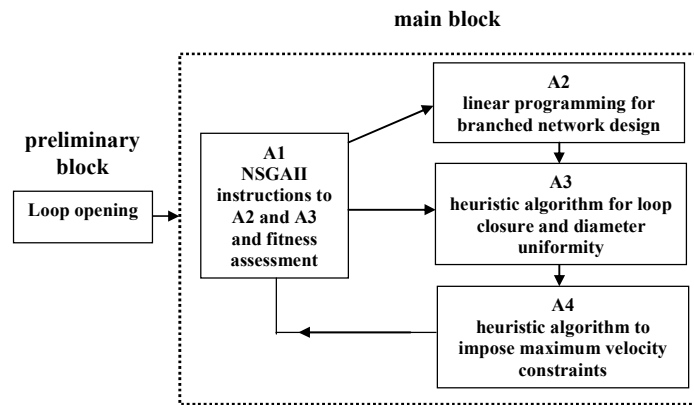 main block
preliminary
block
Loop opening
A1
NSGAII
instructions to
A2 and A3
and fitness
assessment
A2
linear programming for
branched network design
A3
heuristic algorithm for loop
closure and diameter
uniformity
A4
heuristic algorithm to
impose maximum velocity
constraints